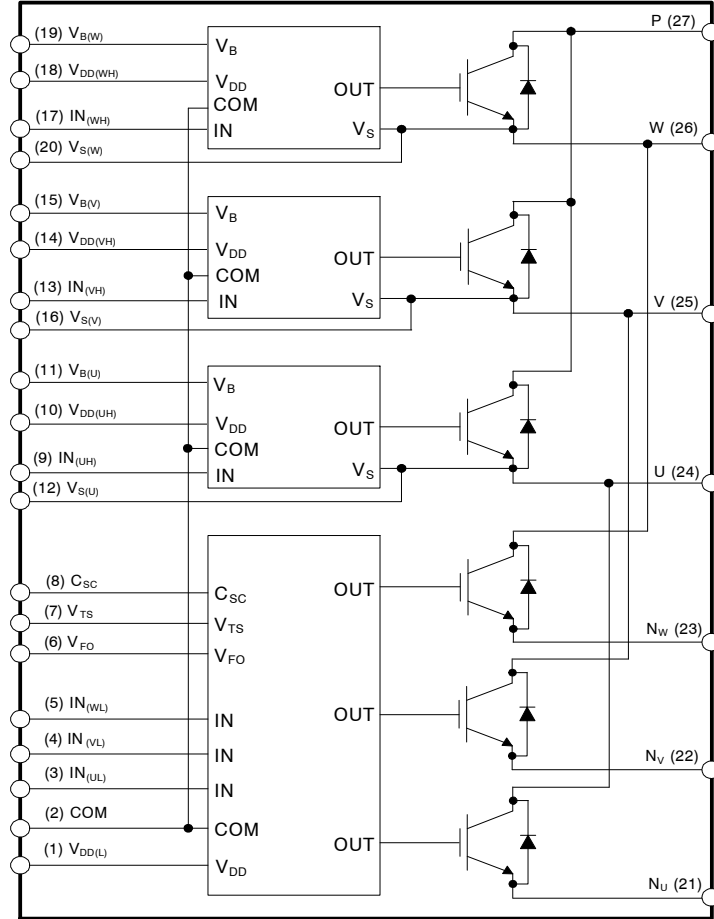 (19) VB(W)
(18) VDD(WH)
(17) IN(WH)
(20) VS(W)
VB
VDD
COM
IN
OUT
VS
P (27)
W (26)
(15) VB(V)
(14) VDD(VH)
(13) IN(VH)
(16) VS(V)
VB
VDD
COM
IN
OUT
VS
V (25)
(11) VB(U)
(10) VDD(UH)
(9) IN(UH)
(12) VS(U)
VB
VDD
COM
IN
OUT
VS
U (24)
(8) CSC
(7) VTS
(6) VFO
(5) IN(WL)
(4) IN(VL)
(3) IN(UL)
(2) COM
(1) VDD(L)
CSC
VTS
VFO
IN
IN
IN
COM
VDD
OUT
OUT
OUT
NW (23)
NV (22)
NU (21)